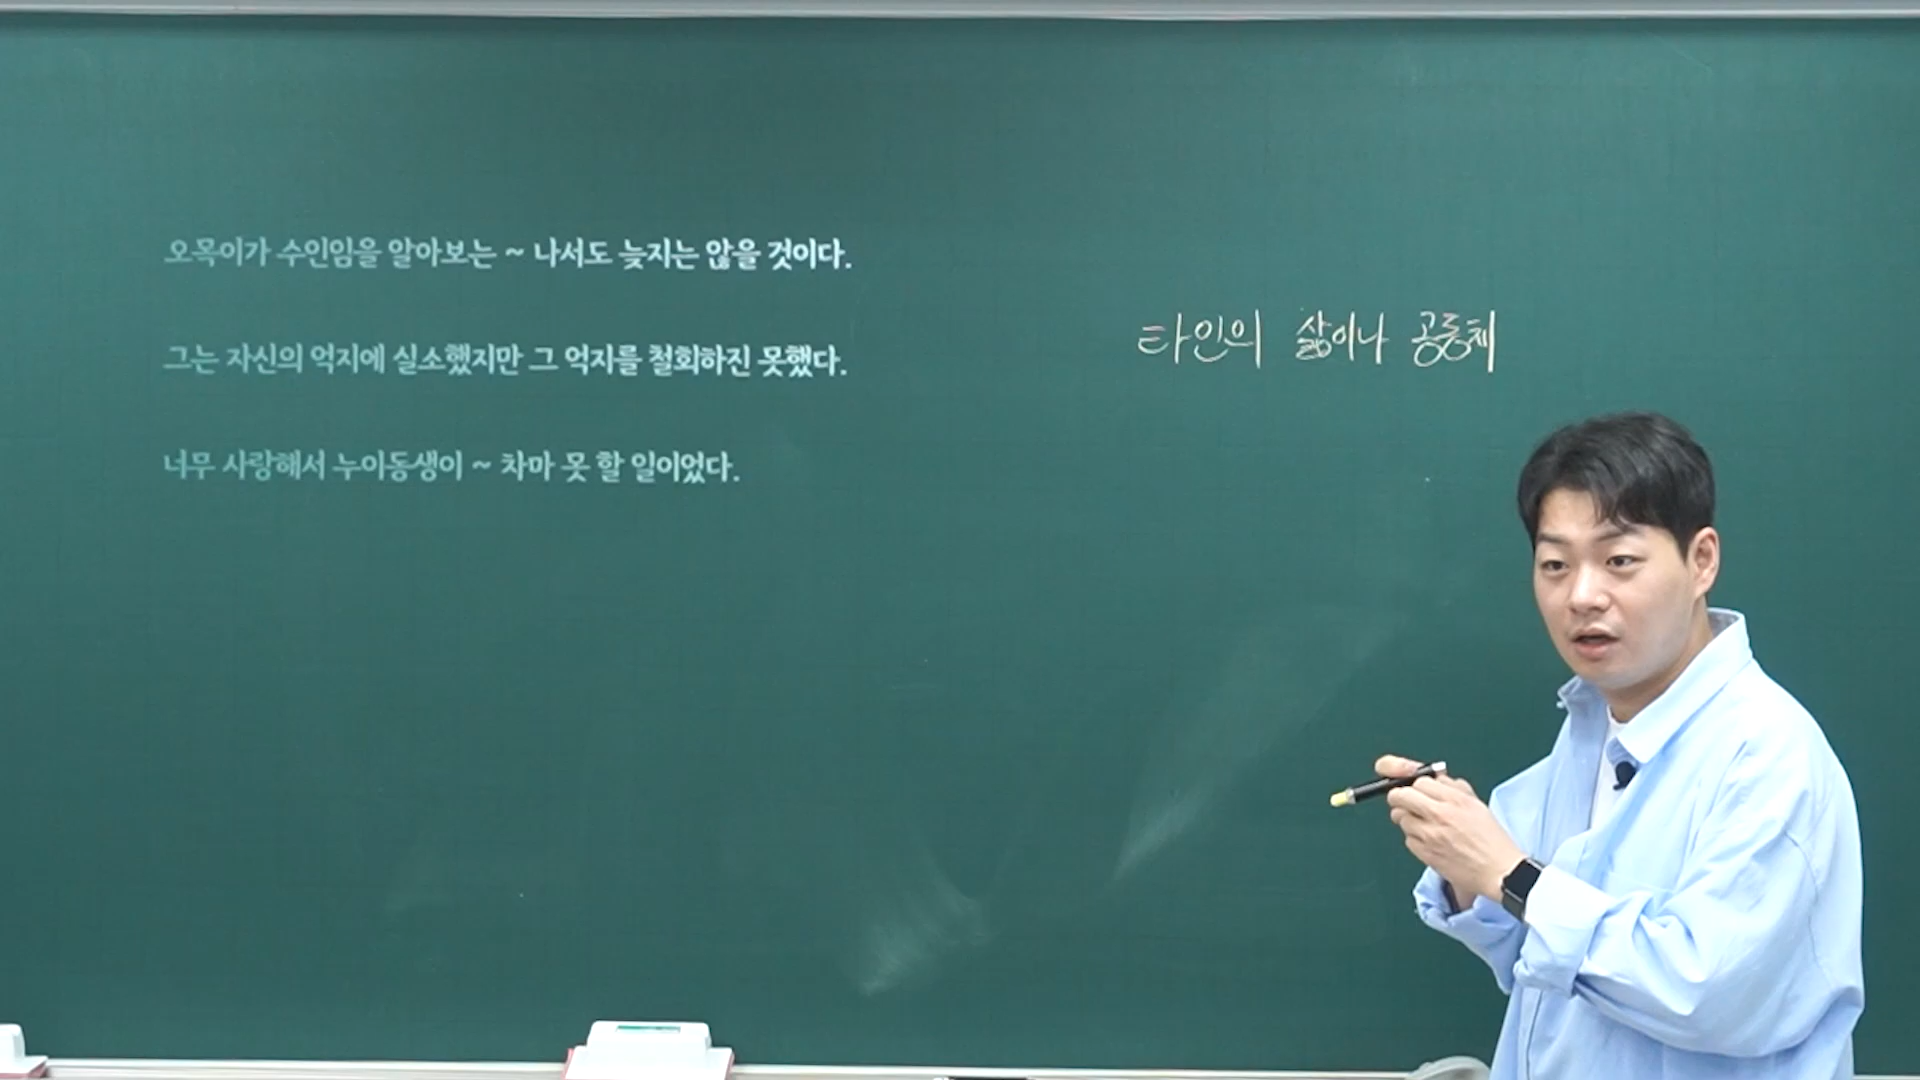 오목이가 수인임을 알아보는 ~ 나서도 늦지는 않을 것이다.
그는 자신의 억지에 실소했지만 그 억지를 철회하진 못했다.
너무 사랑해서 누이동생이 ~ 차마 못 할 일이었다.
타인의 삶이나 공동체